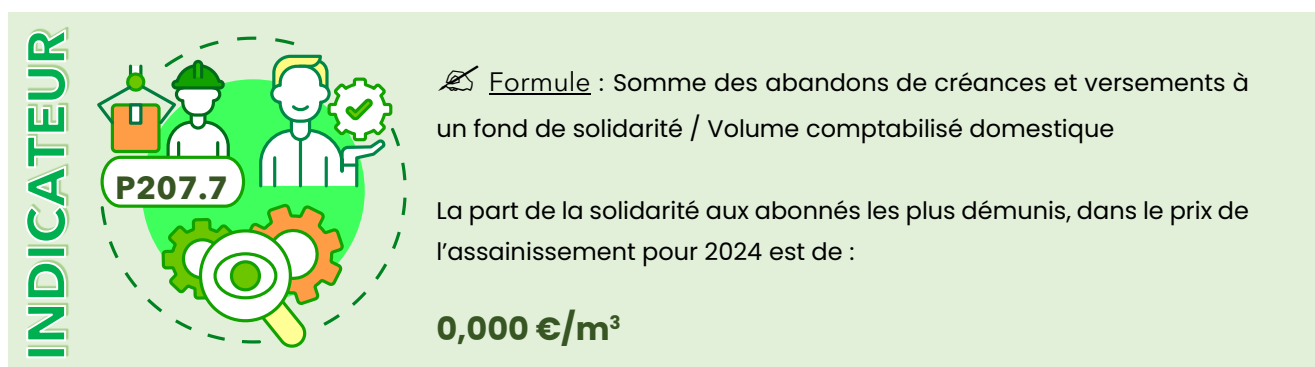 INDICATEUR
P207.7
Formule : Somme des abandons de créances et versements à
un fond de solidarité / Volume comptabilisé domestique
La part de la solidarité aux abonnés les plus démunis, dans le prix de
l’assainissement pour 2024 est de :
0,000 €/m³